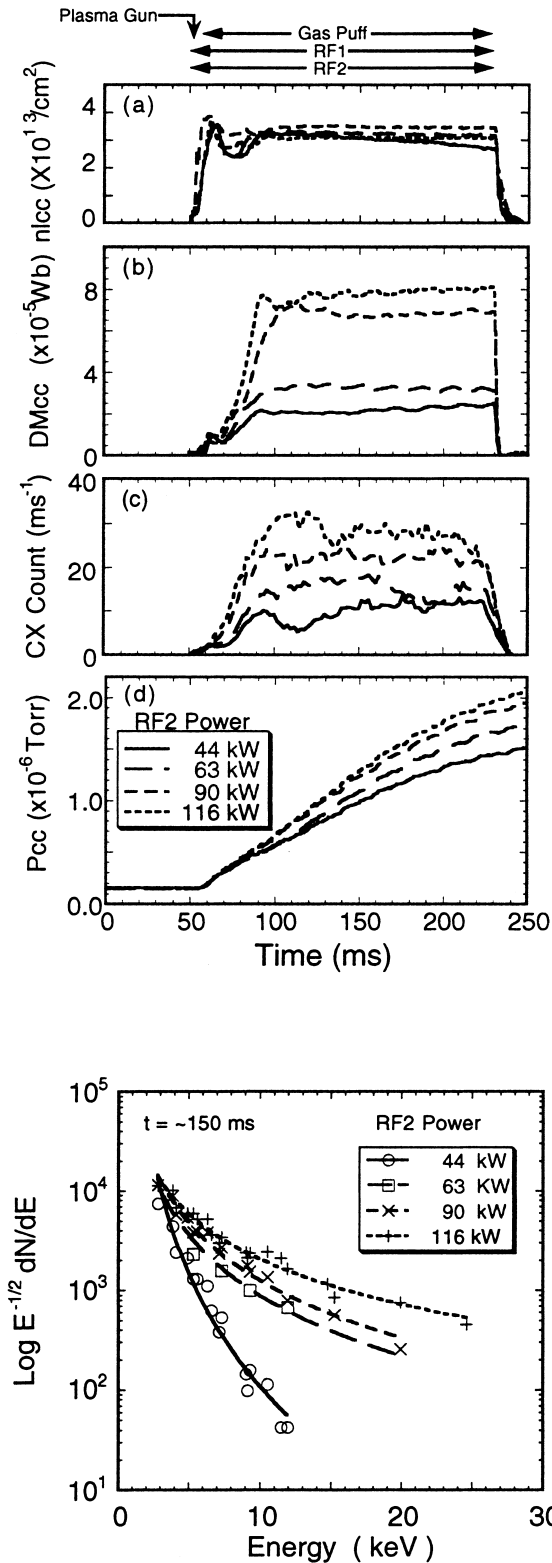 Plasma Gun
Gas Puff
RF1
RF2
nlcc (X10¹³/cm²)
(a)
4
2
0
DMcc (x10⁻⁵Wb)
(b)
8
4
0
CX Count (ms⁻¹)
(c)
40
20
0
Pcc (x10⁻⁶Torr)
(d)
2.0
1.0
0.0
RF2 Power
44 kW
63 kW
90 kW
116 kW
0 50 100 150 200 250
Time (ms)
Log E⁻¹/² dN/dE
10⁵
10⁴
10³
10²
10¹
t = ~150 ms
RF2 Power
44 kW
63 KW
90 kW
116 kW
0 10 20 30
Energy ( keV )